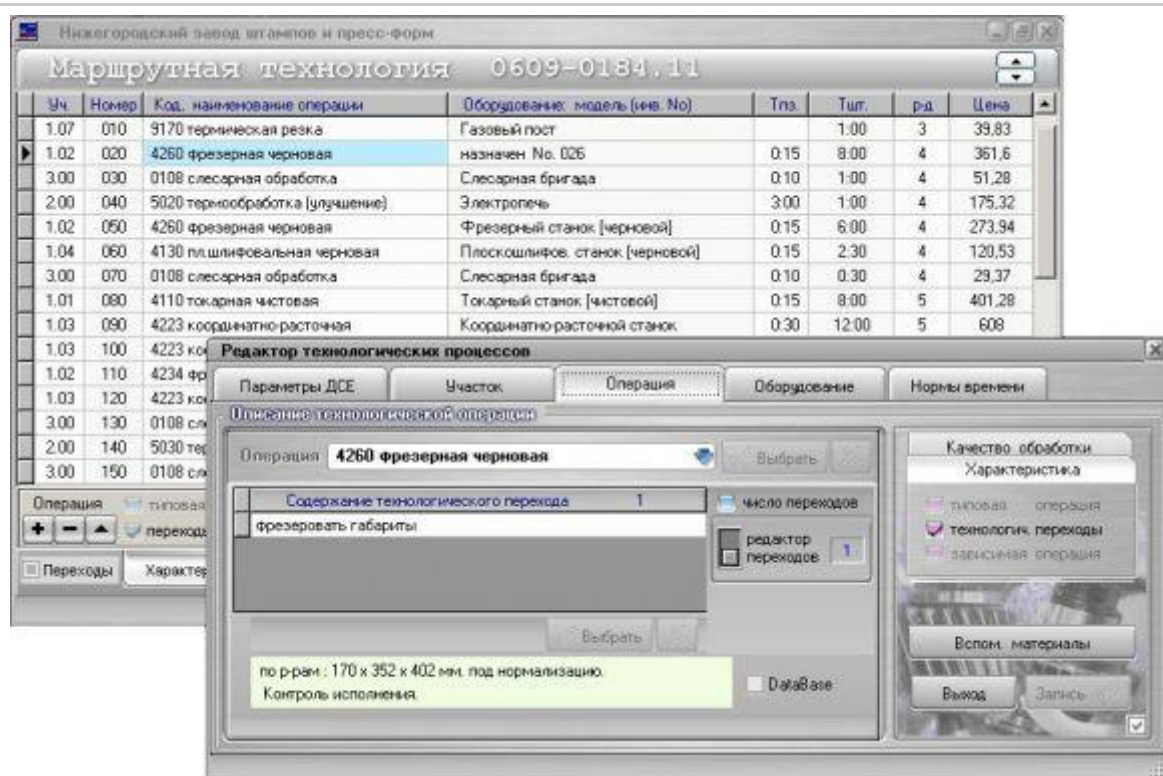 Нижегородский завод штампов и пресс-форм
Маршрутная технология 0609-0184.11
Уч Номер Код, наименование операции Оборудование: модель (инв. No) Тпз. Тшт. р-д Цена
1.07 010 9170 термическая резка Газовый пост 1:00 3 39,83
1.02 020 4260 фрезерная черновая назначен No. 026 0:15 8:00 4 361,6
3.00 030 0108 слесарная обработка Слесарная бригада 0:10 1:00 4 51,28
2.00 040 5020 термообработка (улучшение) Электропечь 3:00 1:00 4 175,32
1.02 050 4260 фрезерная черновая Фрезерный станок [черновой] 0:15 6:00 4 273,94
1.04 060 4130 пл.шлифовальная черновая Плоскошлифов. станок [черновой] 0:15 2:30 4 120,53
3.00 070 0108 слесарная обработка Слесарная бригада 0:10 0:30 4 29,37
1.01 080 4110 токарная чистовая Токарный станок [чистовой] 0:15 8:00 5 401,28
1.03 090 4223 координатно-расточная Координатно-расточной станок 0:30 12:00 5 608
1.03 100 4223
1.02 110 4234
1.03 120 4223
3.00 130 0108
2.00 140 5030
3.00 150 0108
Операция типовая
переходы
Переходы
Редактор технологических процессов
Параметры ДСЕ Участок Операция Оборудование Нормы времени
Описание технологической операции
Операция 4260 фрезерная черновая Выбрать
Содержание технологического перехода 1
фрезеровать габариты
число переходов
редактор
переходов 1
Выбрать
по р-рам : 170 х 352 х 402 мм. под нормализацию.
Контроль исполнения.
DataBase
Качество обработки
Характеристика
типовая операция
технологич. переходы
зависимая операция
Вспом. материалы
Выход Запись